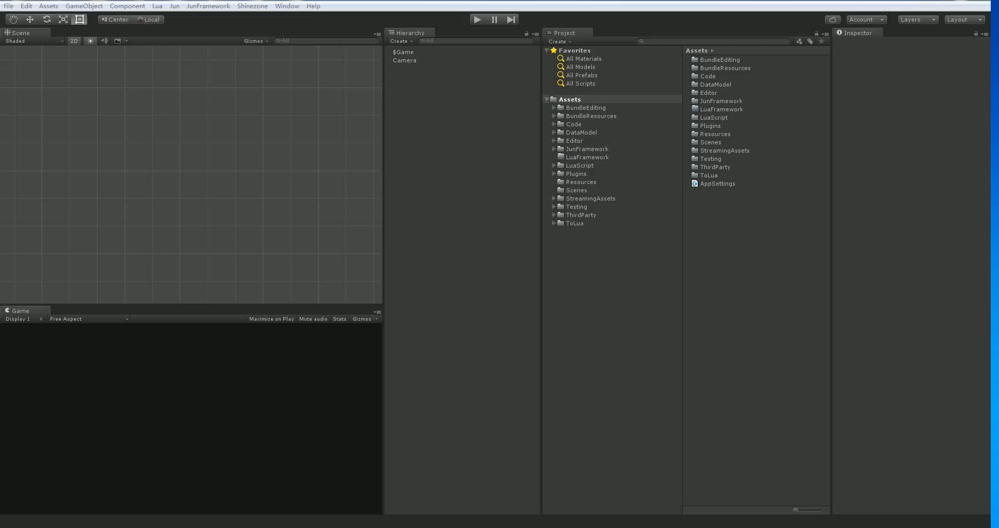 File Edit Assets GameObject Component Lua Jun JunFramework Shinezone Window Help
Center Local
Account Layers Layout
Scene
Shaded 2D Gizmos All
Hierarchy
Create All
$Game
Camera
Project
Create
Favorites
All Materials
All Models
All Prefabs
All Scripts
Assets
BundleEditing
BundleResources
Code
DataModel
Editor
JunFramework
LuaFramework
LuaScript
Plugins
Resources
Scenes
StreamingAssets
Testing
ThirdParty
ToLua
Assets
BundleEditing
BundleResources
Code
DataModel
Editor
JunFramework
LuaFramework
LuaScript
Plugins
Resources
Scenes
StreamingAssets
Testing
ThirdParty
ToLua
AppSettings
Inspector
Game
Display 1 Free Aspect Maximize on Play Mute audio Stats Gizmos